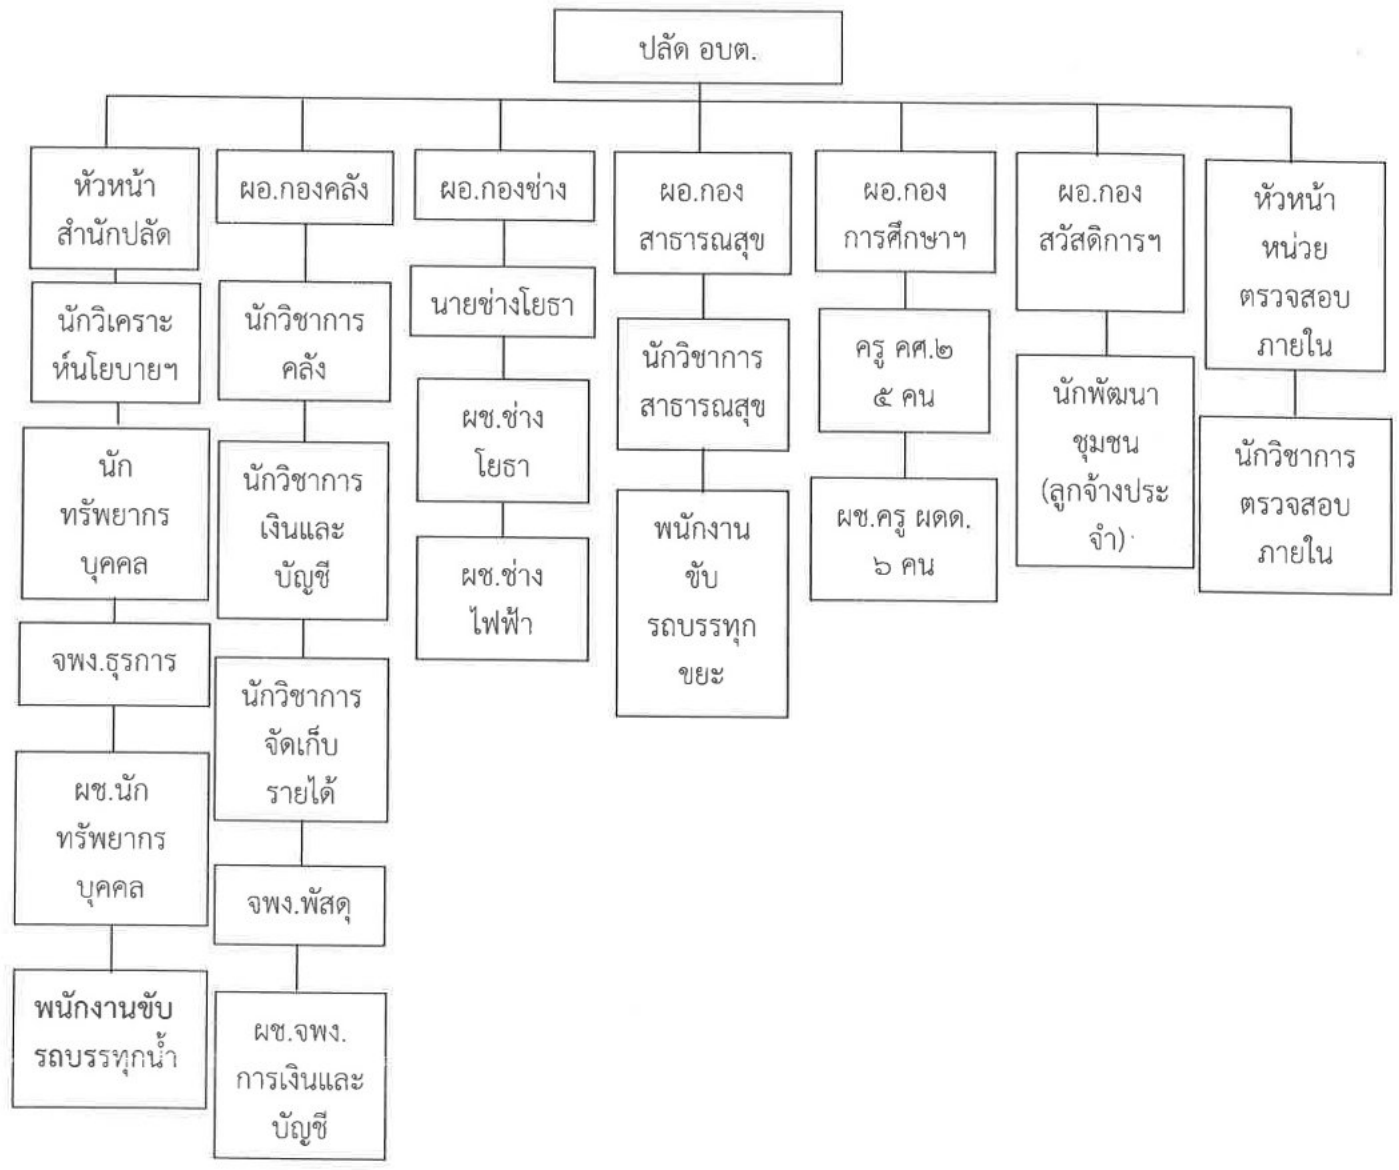 ปลัด อบต.
หัวหน้า
สำนักปลัด
นักวิเคราะ
ห์นโยบายฯ
นัก
ทรัพยากร
บุคคล
จพง.ธุรการ
ผช.นัก
ทรัพยากร
บุคคล
พนักงานขับ
รถบรรทุกน้ำ
ผอ.กองคลัง
นักวิชาการ
คลัง
นักวิชาการ
เงินและ
บัญชี
นักวิชาการ
จัดเก็บ
รายได้
จพง.พัสดุ
ผช.จพง.
การเงินและ
บัญชี
ผอ.กองช่าง
นายช่างโยธา
ผช.ช่าง
โยธา
ผช.ช่าง
ไฟฟ้า
ผอ.กอง
สาธารณสุข
นักวิชาการ
สาธารณสุข
พนักงาน
ขับ
รถบรรทุก
ขยะ
ผอ.กอง
การศึกษาฯ
ครู คศ.๒
๕ คน
ผช.ครู ผดด.
๖ คน
ผอ.กอง
สวัสดิการฯ
นักพัฒนา
ชุมชน
(ลูกจ้างประ
จำ)
หัวหน้า
หน่วย
ตรวจสอบ
ภายใน
นักวิชาการ
ตรวจสอบ
ภายใน